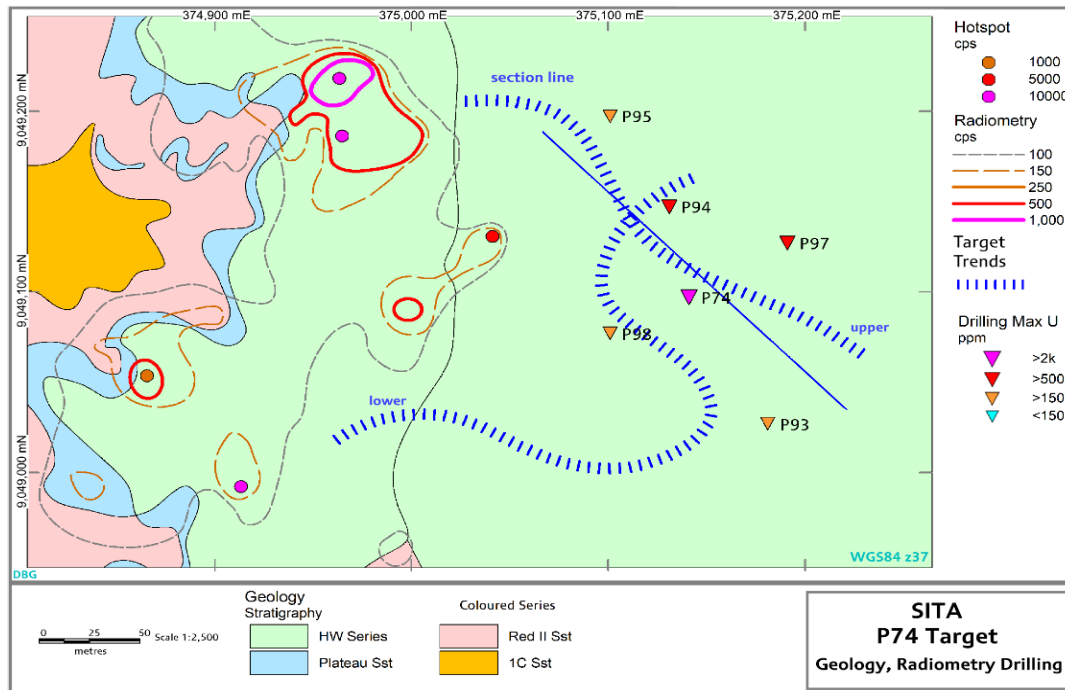 374,900 mE
375,000 mE
375,100 mE
375,200 mE
9,049,200 mN
9,049,100 mN
9,049,000 mN
section line
P95
P94
P97
P74
P98
P93
upper
lower
WGS84 z37
DBG
Hotspot
cps
1000
5000
10000
Radiometry
cps
100
150
250
500
1,000
Target
Trends
Drilling Max U
ppm
>2k
>500
>150
<150
0 25 50 Scale 1:2,500
metres
Geology
Stratigraphy
HW Series
Plateau Sst
Coloured Series
Red II Sst
1C Sst
SITA
P74 Target
Geology, Radiometry Drilling